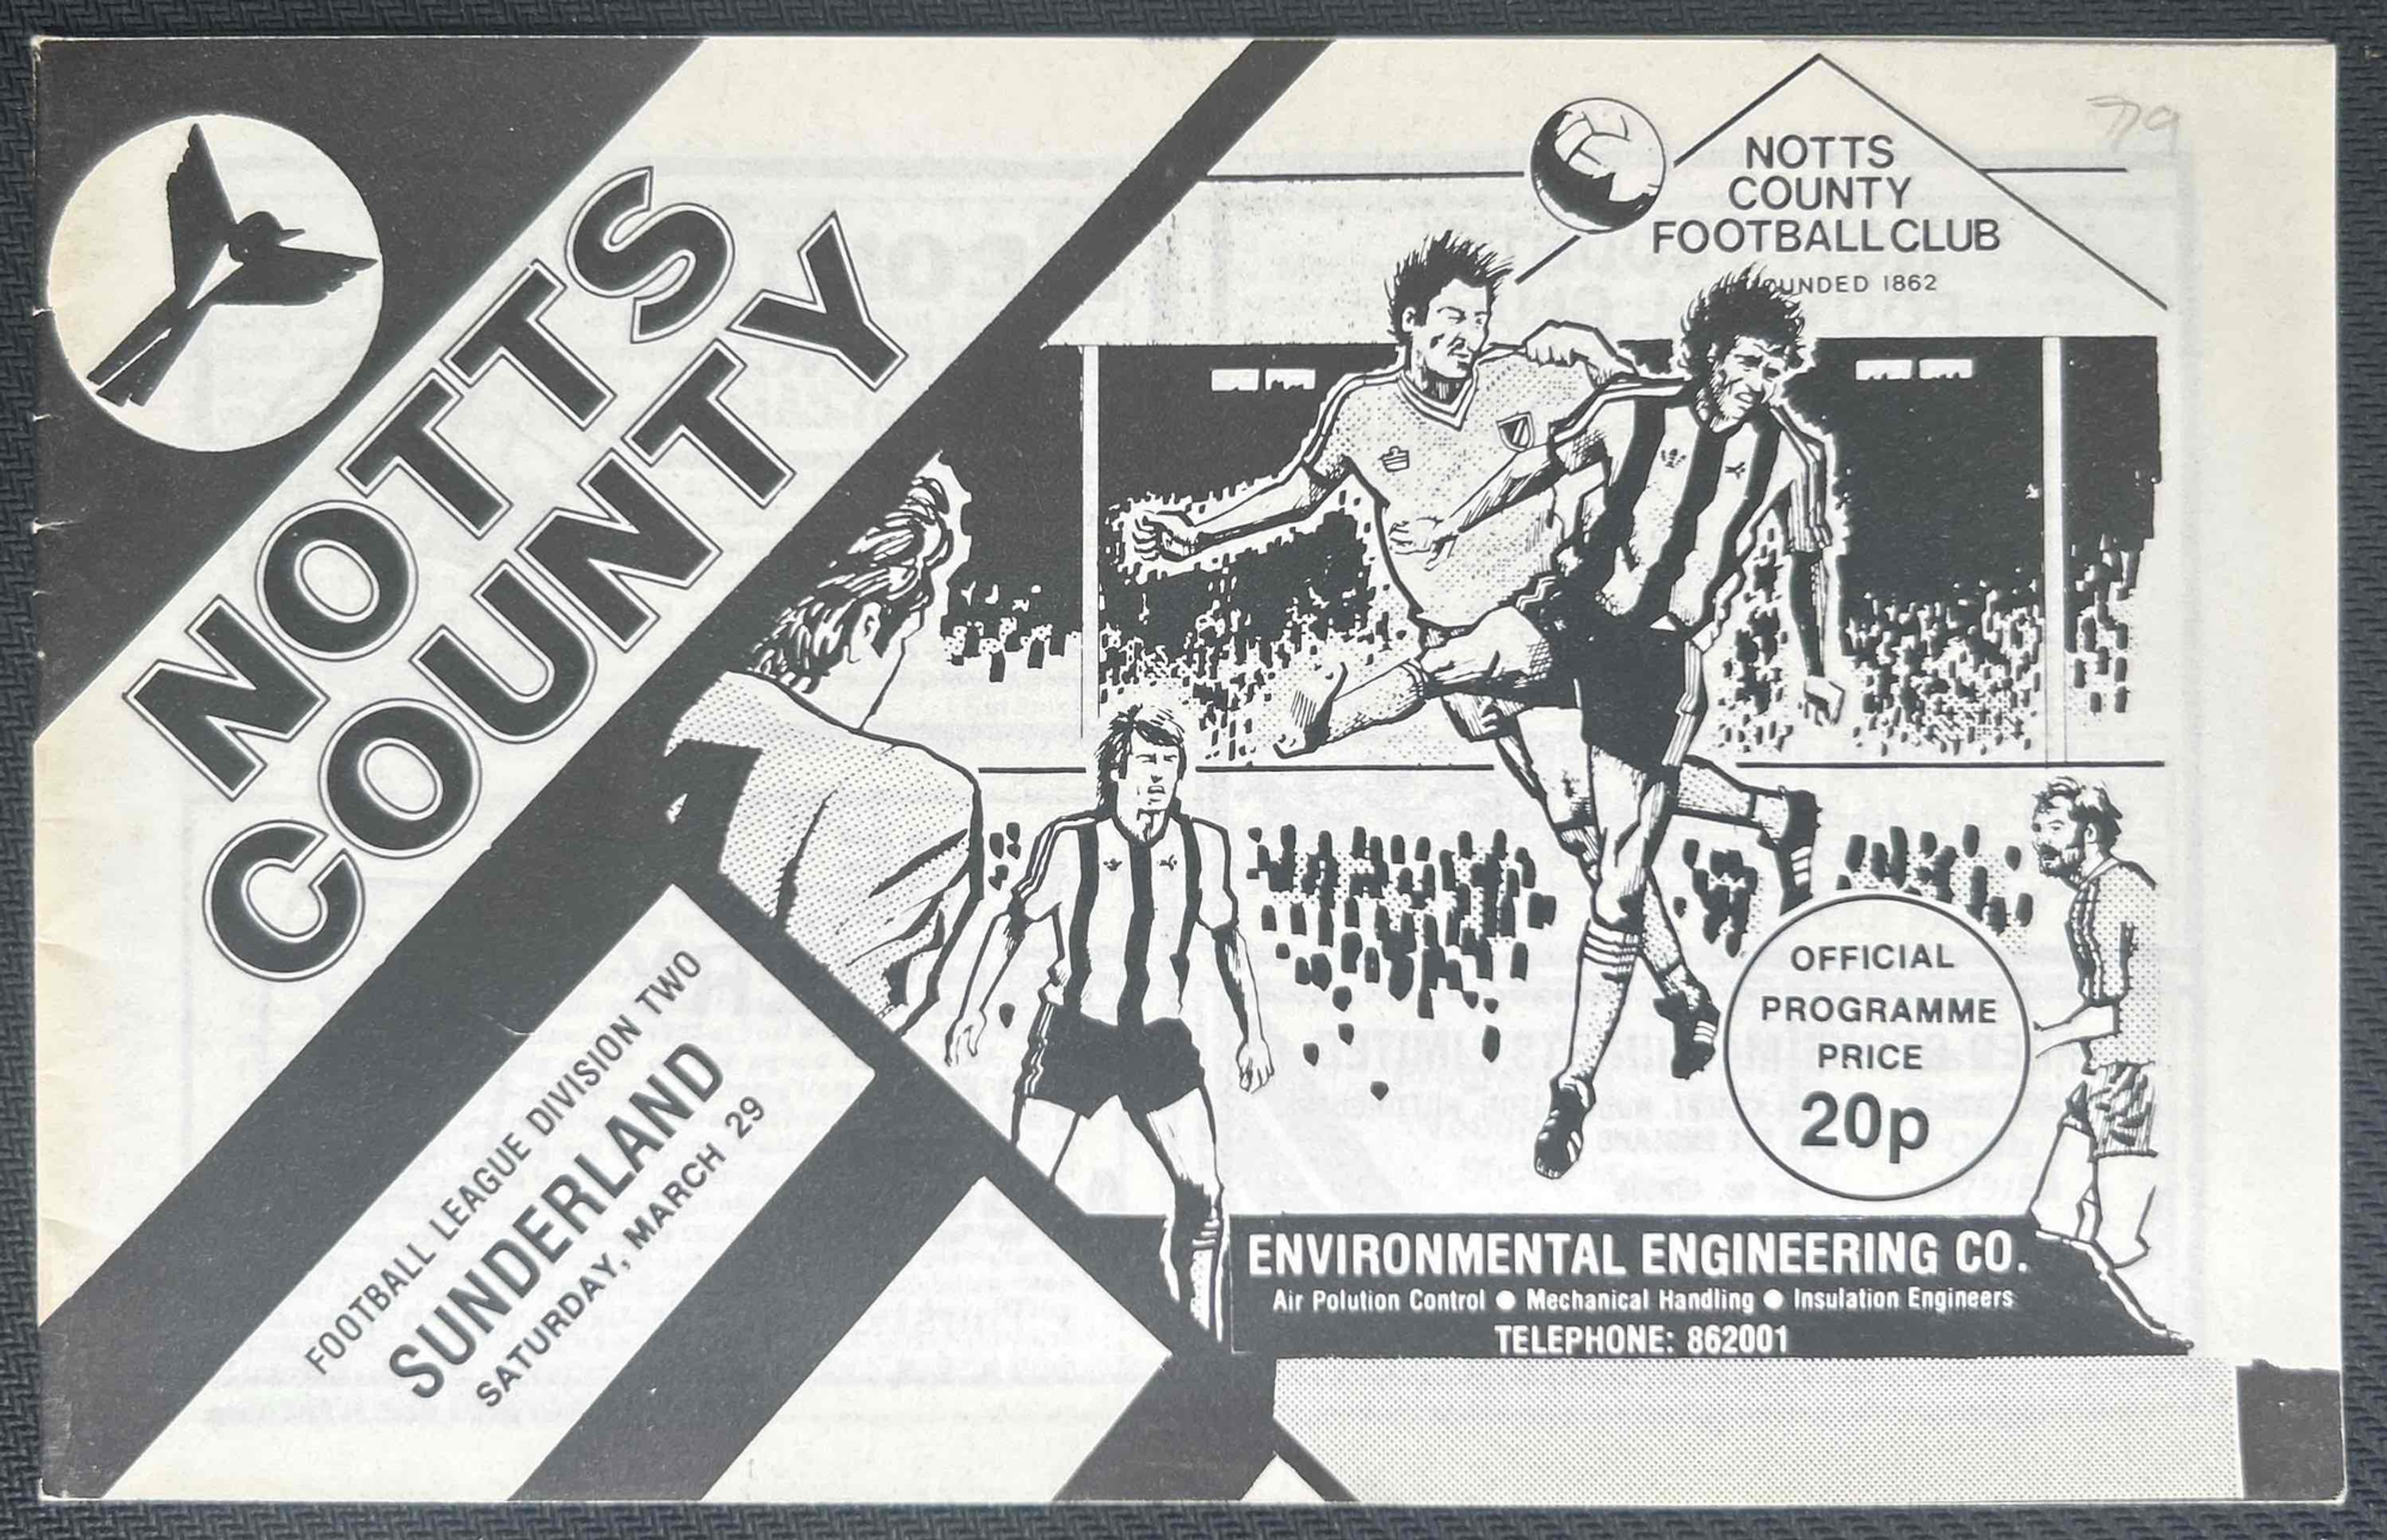 NOTTS
COUNTY
FOOTBALL LEAGUE DIVISION TWO
SUNDERLAND
SATURDAY, MARCH 29
NOTTS
COUNTY
FOOTBALL CLUB
OUNDED 1862
79
OFFICIAL
PROGRAMME
PRICE
20p
ENVIRONMENTAL ENGINEERING CO.
Air Polution Control ● Mechanical Handling ● Insulation Engineers
TELEPHONE: 862001